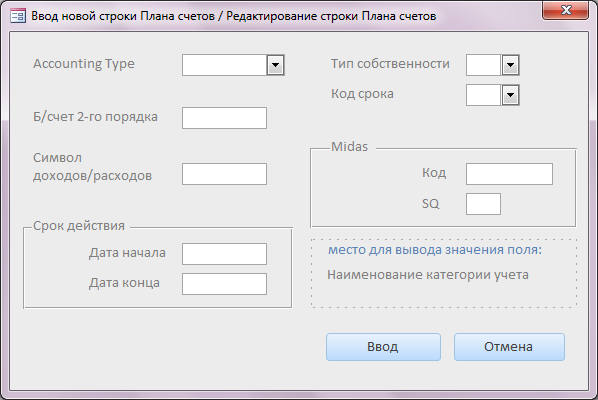 Ввод новой строки Плана счетов / Редактирование строки Плана счетов
Accounting Type
Тип собственности
Код срока
Б/счет 2-го порядка
Символ
доходов/расходов
Midas
Код
SQ
Срок действия
Дата начала
Дата конца
место для вывода значения поля:
Наименование категории учета
Ввод
Отмена